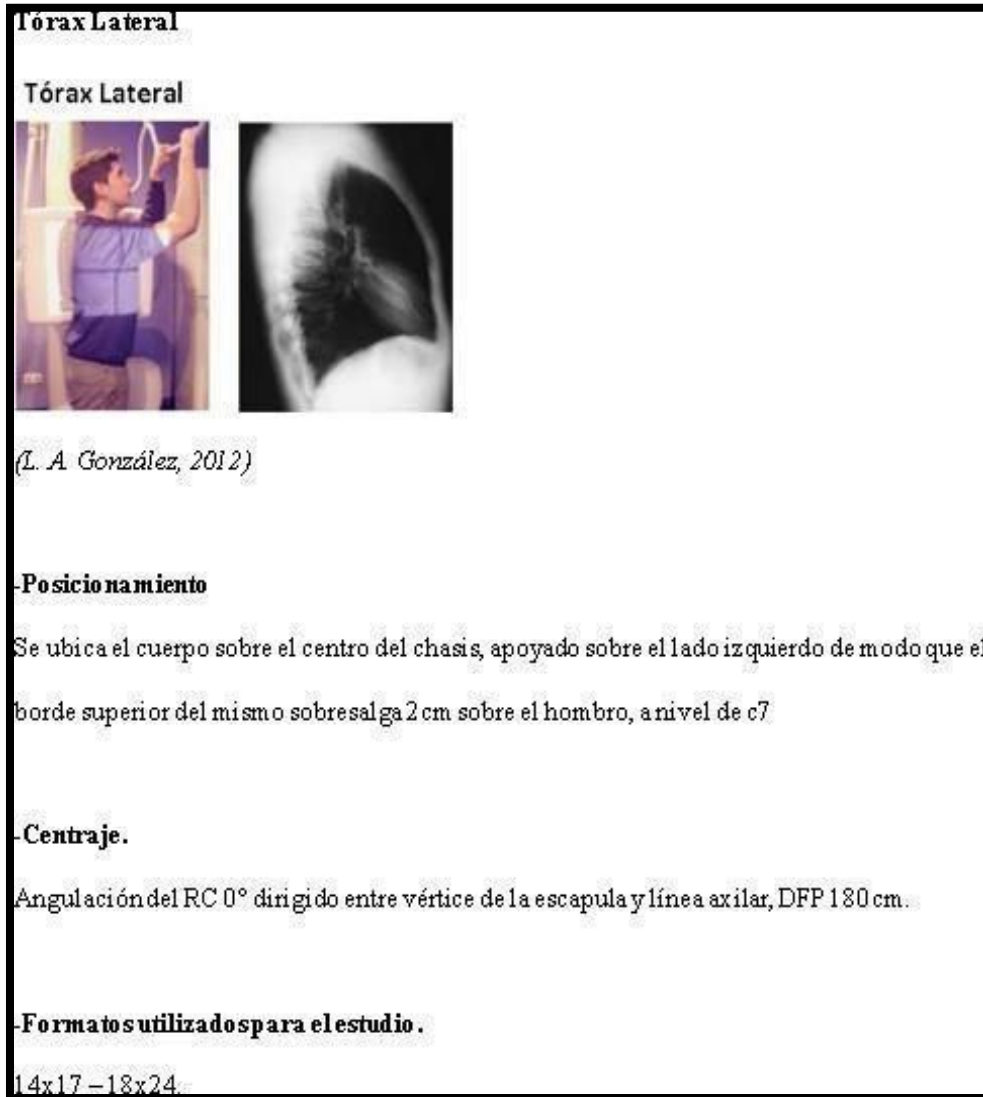 Tórax Lateral
Tórax Lateral
(L. A. González, 2012)
-Posicionamiento
Se ubica el cuerpo sobre el centro del chasis, apoyado sobre el lado izquierdo de modo que el
borde superior del mismo sobresalga 2 cm sobre el hombro, a nivel de c7
-Centraje.
Angulación del RC 0° dirigido entre vértice de la escapula y línea axilar, DFP 180 cm.
-Formatos utilizados para el estudio.
14x17 – 18x24.